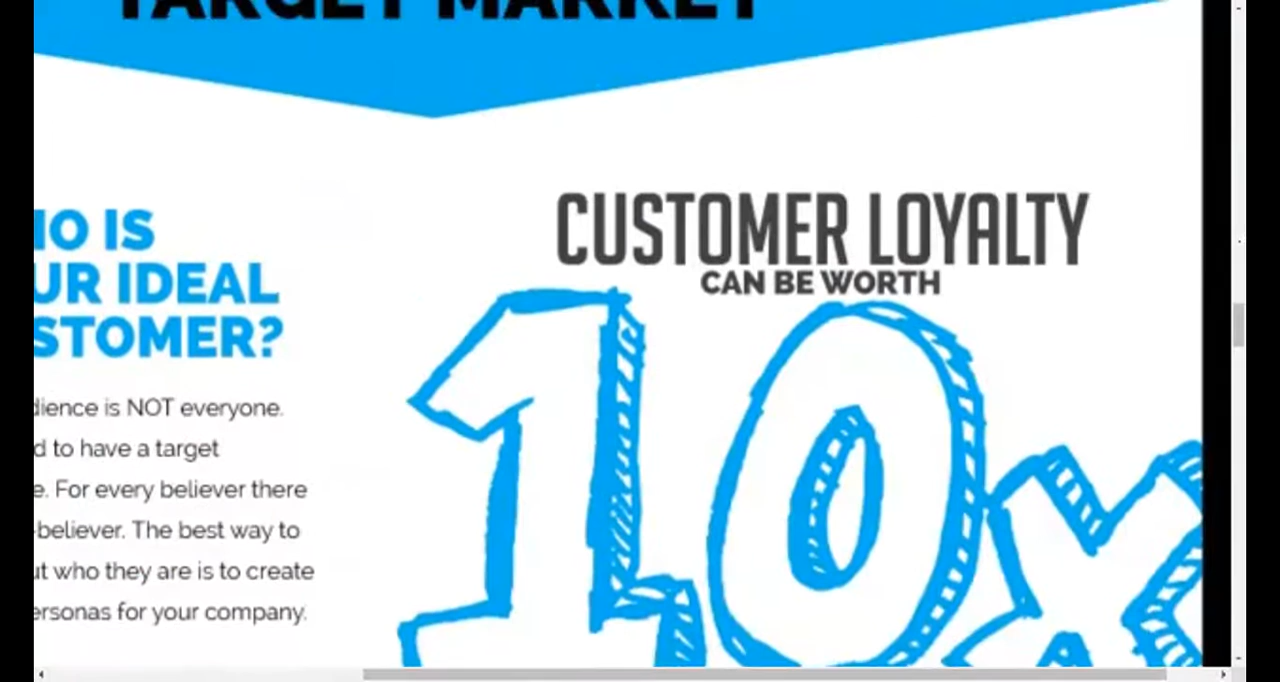 TARGET MARKET
IO IS
UR IDEAL
STOMER?
dience is NOT everyone.
d to have a target
e. For every believer there
-believer. The best way to
ut who they are is to create
ersonas for your company.
CUSTOMER LOYALTY
CAN BE WORTH
10x